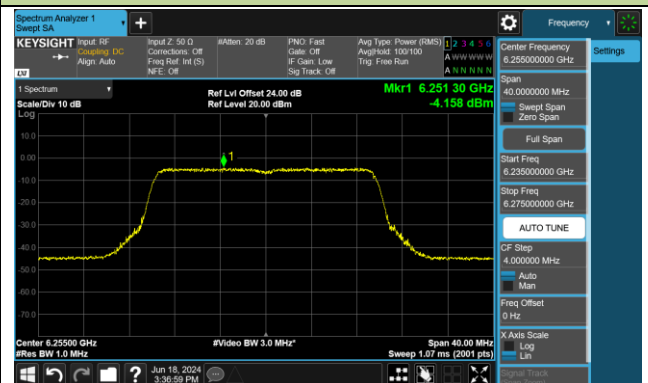 Spectrum Analyzer 1
Swept SA
Frequency
KEYSIGHT
Input: RF
Coupling: DC
Align: Auto
Input Z: 50 Ω
Corrections: Off
Freq Ref: Int (S)
NFE: Off
#Atten: 20 dB
PNO: Fast
Gate: Off
IF Gain: Low
Sig Track: Off
Avg Type: Power (RMS)
Avg|Hold: 100/100
Trig: Free Run
1 2 3 4 5 6
A W W W W W
A N N N N N
LXI
1 Spectrum
Scale/Div 10 dB
Log
Ref Lvl Offset 24.00 dB
Ref Level 20.00 dBm
Mkr1 6.251 30 GHz
-4.158 dBm
10.0
0.00
-10.0
-20.0
-30.0
-40.0
-50.0
-60.0
-70.0
1
Center 6.25500 GHz
#Res BW 1.0 MHz
#Video BW 3.0 MHz*
Span 40.00 MHz
Sweep 1.07 ms (2001 pts)
Jun 18, 2024
3:36:59 PM
Center Frequency
6.255000000 GHz
Span
40.0000000 MHz
Swept Span
Zero Span
Full Span
Start Freq
6.235000000 GHz
Stop Freq
6.275000000 GHz
AUTO TUNE
CF Step
4.000000 MHz
Auto
Man
Freq Offset
0 Hz
X Axis Scale
Log
Lin
Signal Track
Settings